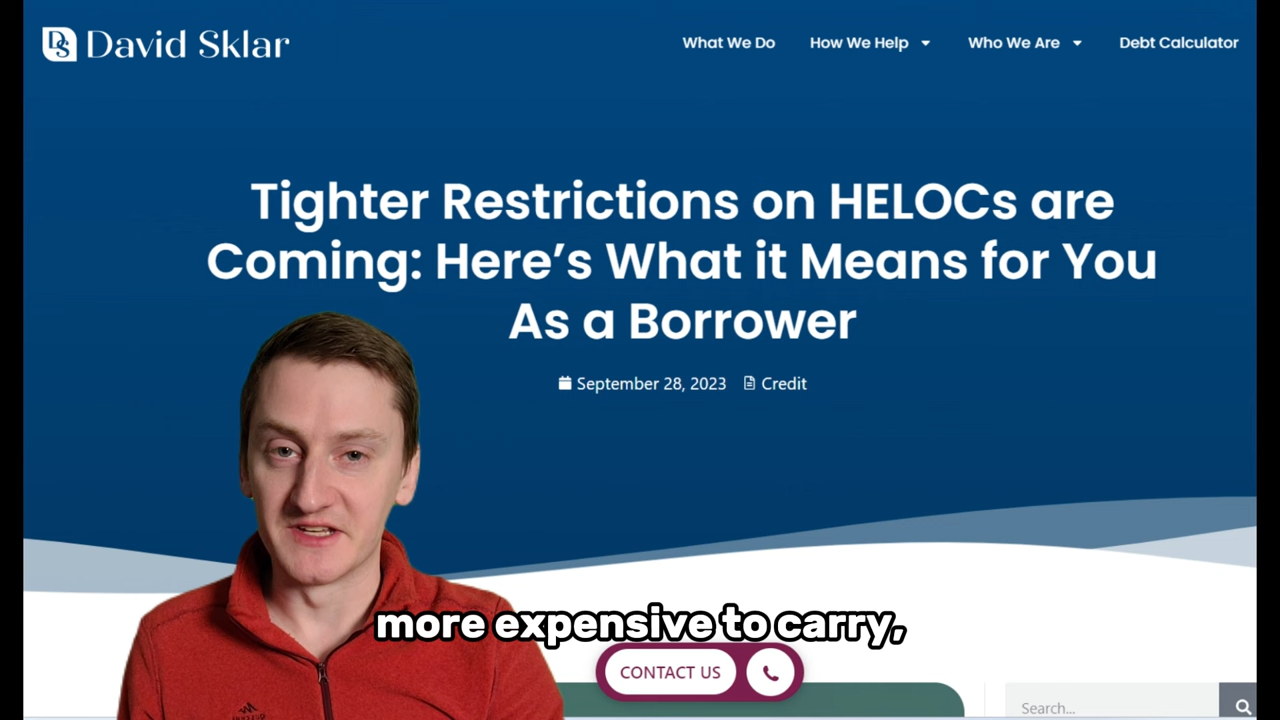 DS David Sklar
What We Do How We Help Who We Are Debt Calculator
Tighter Restrictions on HELOCs are
Coming: Here's What it Means for You
As a Borrower
September 28, 2023 Credit
more expensive to carry,
CONTACT US
Search...